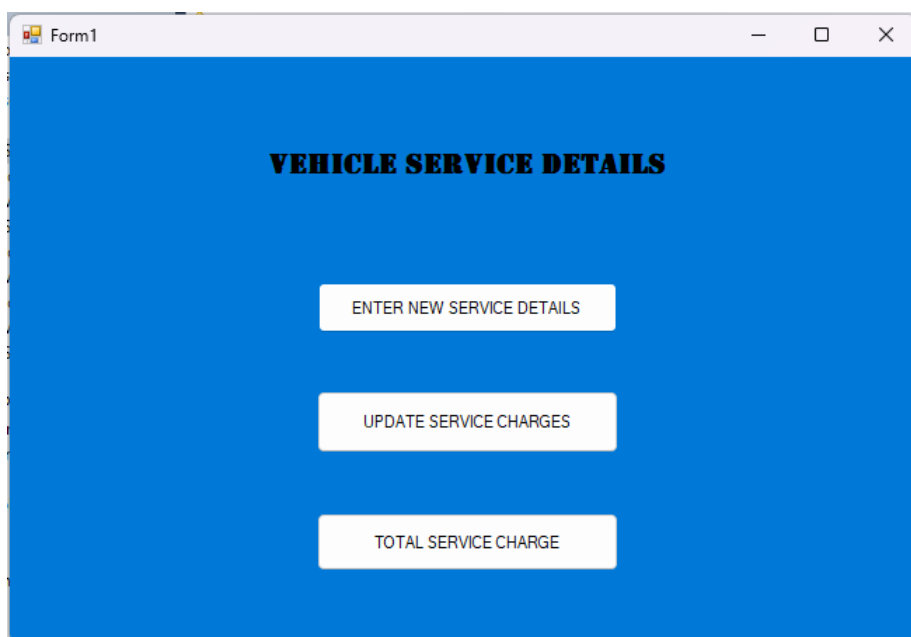 Form1
VEHICLE SERVICE DETAILS
ENTER NEW SERVICE DETAILS
UPDATE SERVICE CHARGES
TOTAL SERVICE CHARGE